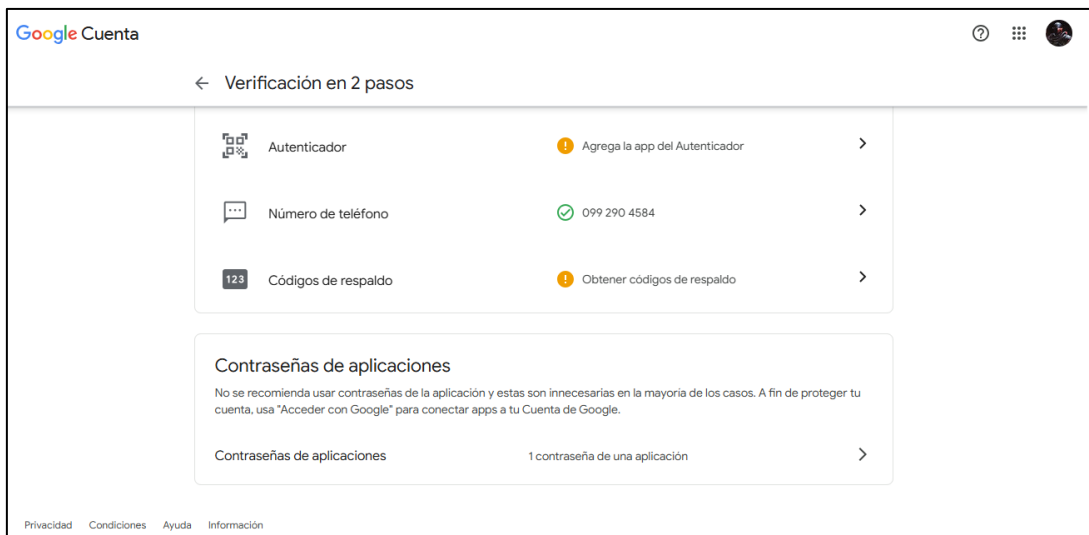 Google Cuenta
Verificación en 2 pasos
Autenticador
Agrega la app del Autenticador
Número de teléfono
099 290 4584
123
Códigos de respaldo
Obtener códigos de respaldo
Contraseñas de aplicaciones
No se recomienda usar contraseñas de la aplicación y estas son innecesarias en la mayoría de los casos. A fin de proteger tu
cuenta, usa "Acceder con Google" para conectar apps a tu Cuenta de Google.
Contraseñas de aplicaciones
1 contraseña de una aplicación
Privacidad Condiciones Ayuda Información